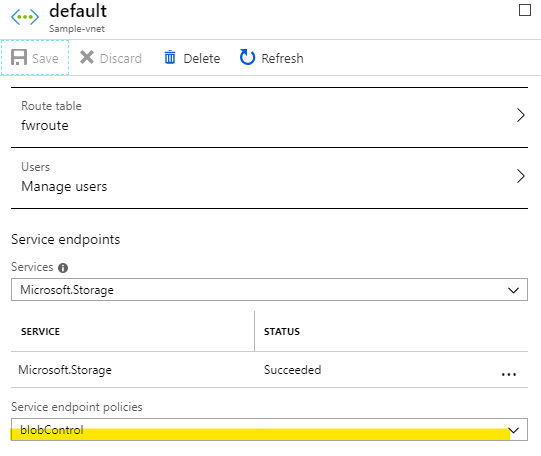 default
Sample-vnet
Save Discard Delete Refresh
Route table
fwroute
Users
Manage users
Service endpoints
Services
Microsoft.Storage
SERVICE STATUS
Microsoft.Storage Succeeded ...
Service endpoint policies
blobControl